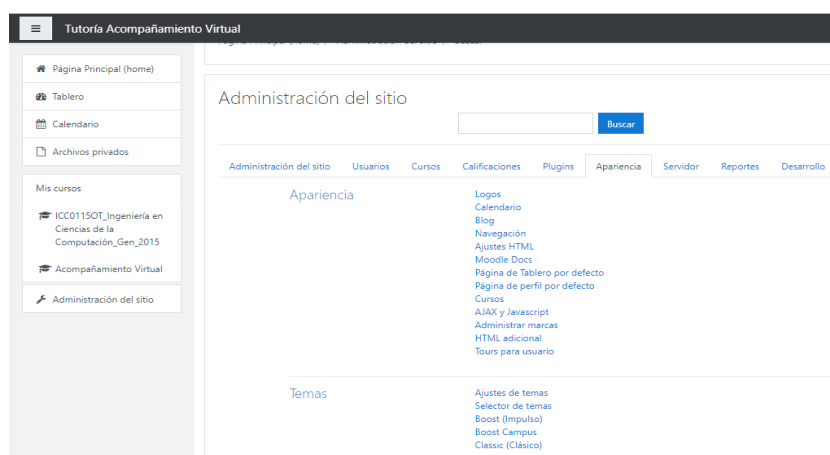 Tutoría Acompañamiento Virtual
Página Principal (home)
Tablero
Calendario
Archivos privados
Mis cursos
ICC0115OT_Ingeniería en
Ciencias de la
Computación_Gen_2015
Acompañamiento Virtual
Administración del sitio
Administración del sitio
Buscar
Administración del sitio Usuarios Cursos Calificaciones Plugins Apariencia Servidor Reportes Desarrollo
Apariencia
Logos
Calendario
Blog
Navegación
Ajustes HTML
Moodle Docs
Página de Tablero por defecto
Página de perfil por defecto
Cursos
AJAX y Javascript
Administrar marcas
HTML adicional
Tours para usuario
Temas
Ajustes de temas
Selector de temas
Boost (Impulso)
Boost Campus
Classic (Clásico)